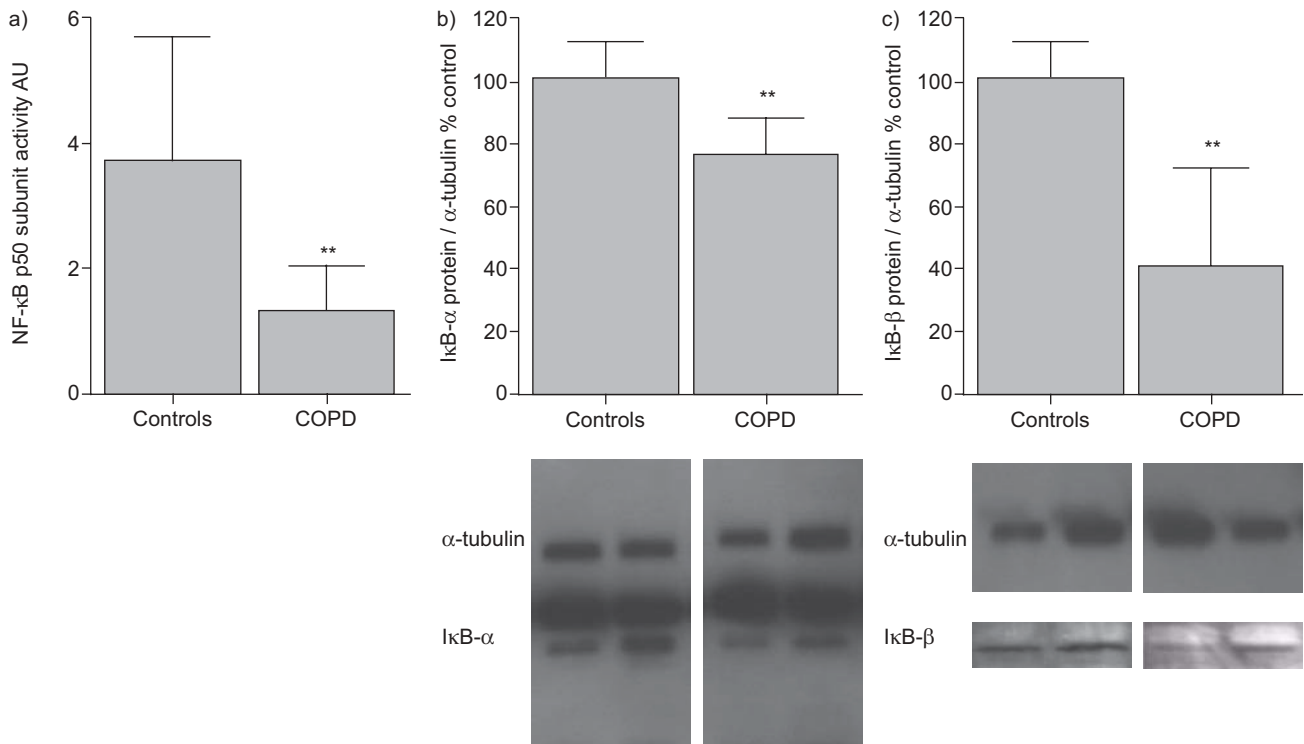 a)
NF-κB p50 subunit activity AU
6
4
2
0
**
Controls
COPD
b)
IκB-α protein / α-tubulin % control
120
100
80
60
40
20
0
**
Controls
COPD
α-tubulin
IκB-α
c)
IκB-β protein / α-tubulin % control
120
100
80
60
40
20
0
**
Controls
COPD
α-tubulin
IκB-β